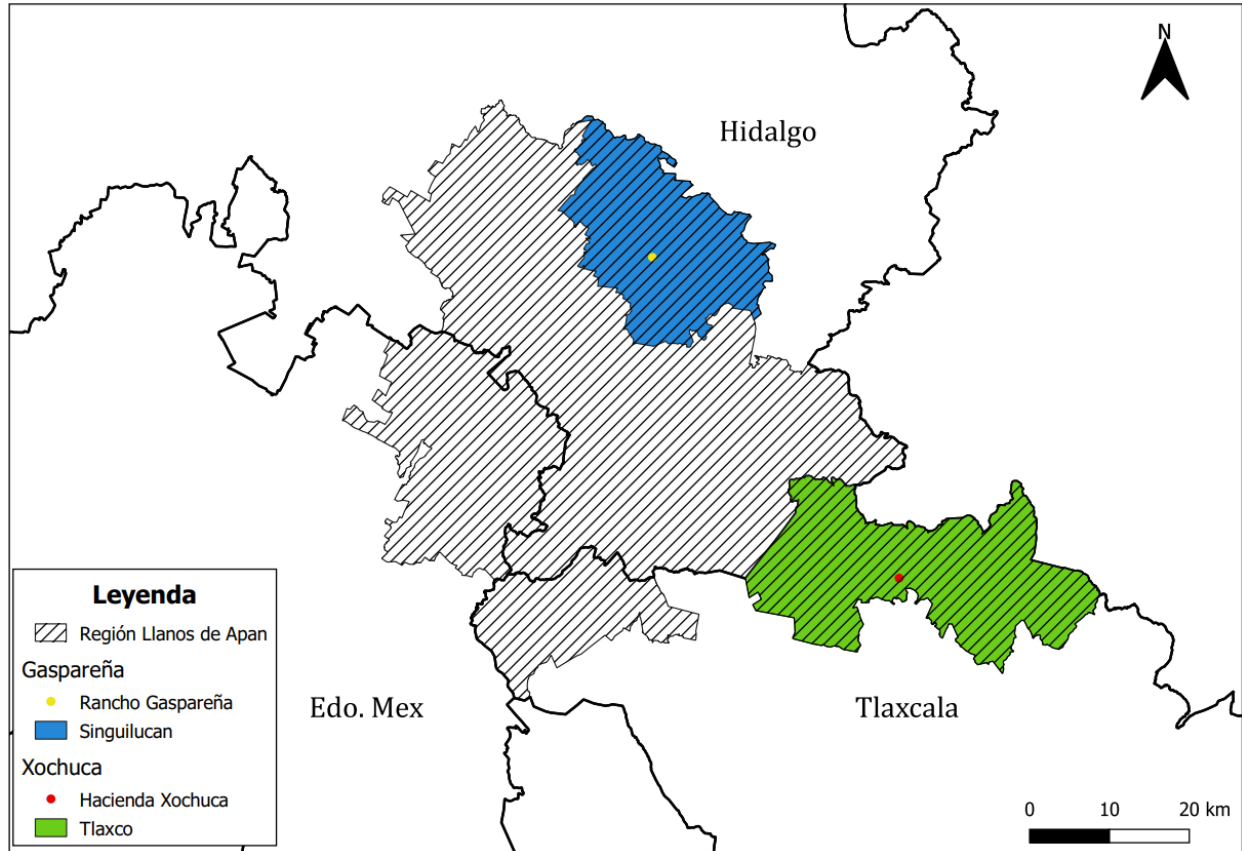 N
Hidalgo
Leyenda
Región Llanos de Apan
Gaspareña
Rancho Gaspareña
Singuilucan
Xochuca
Hacienda Xochuca
Tlaxco
Edo. Mex
Tlaxcala
0 10 20 km